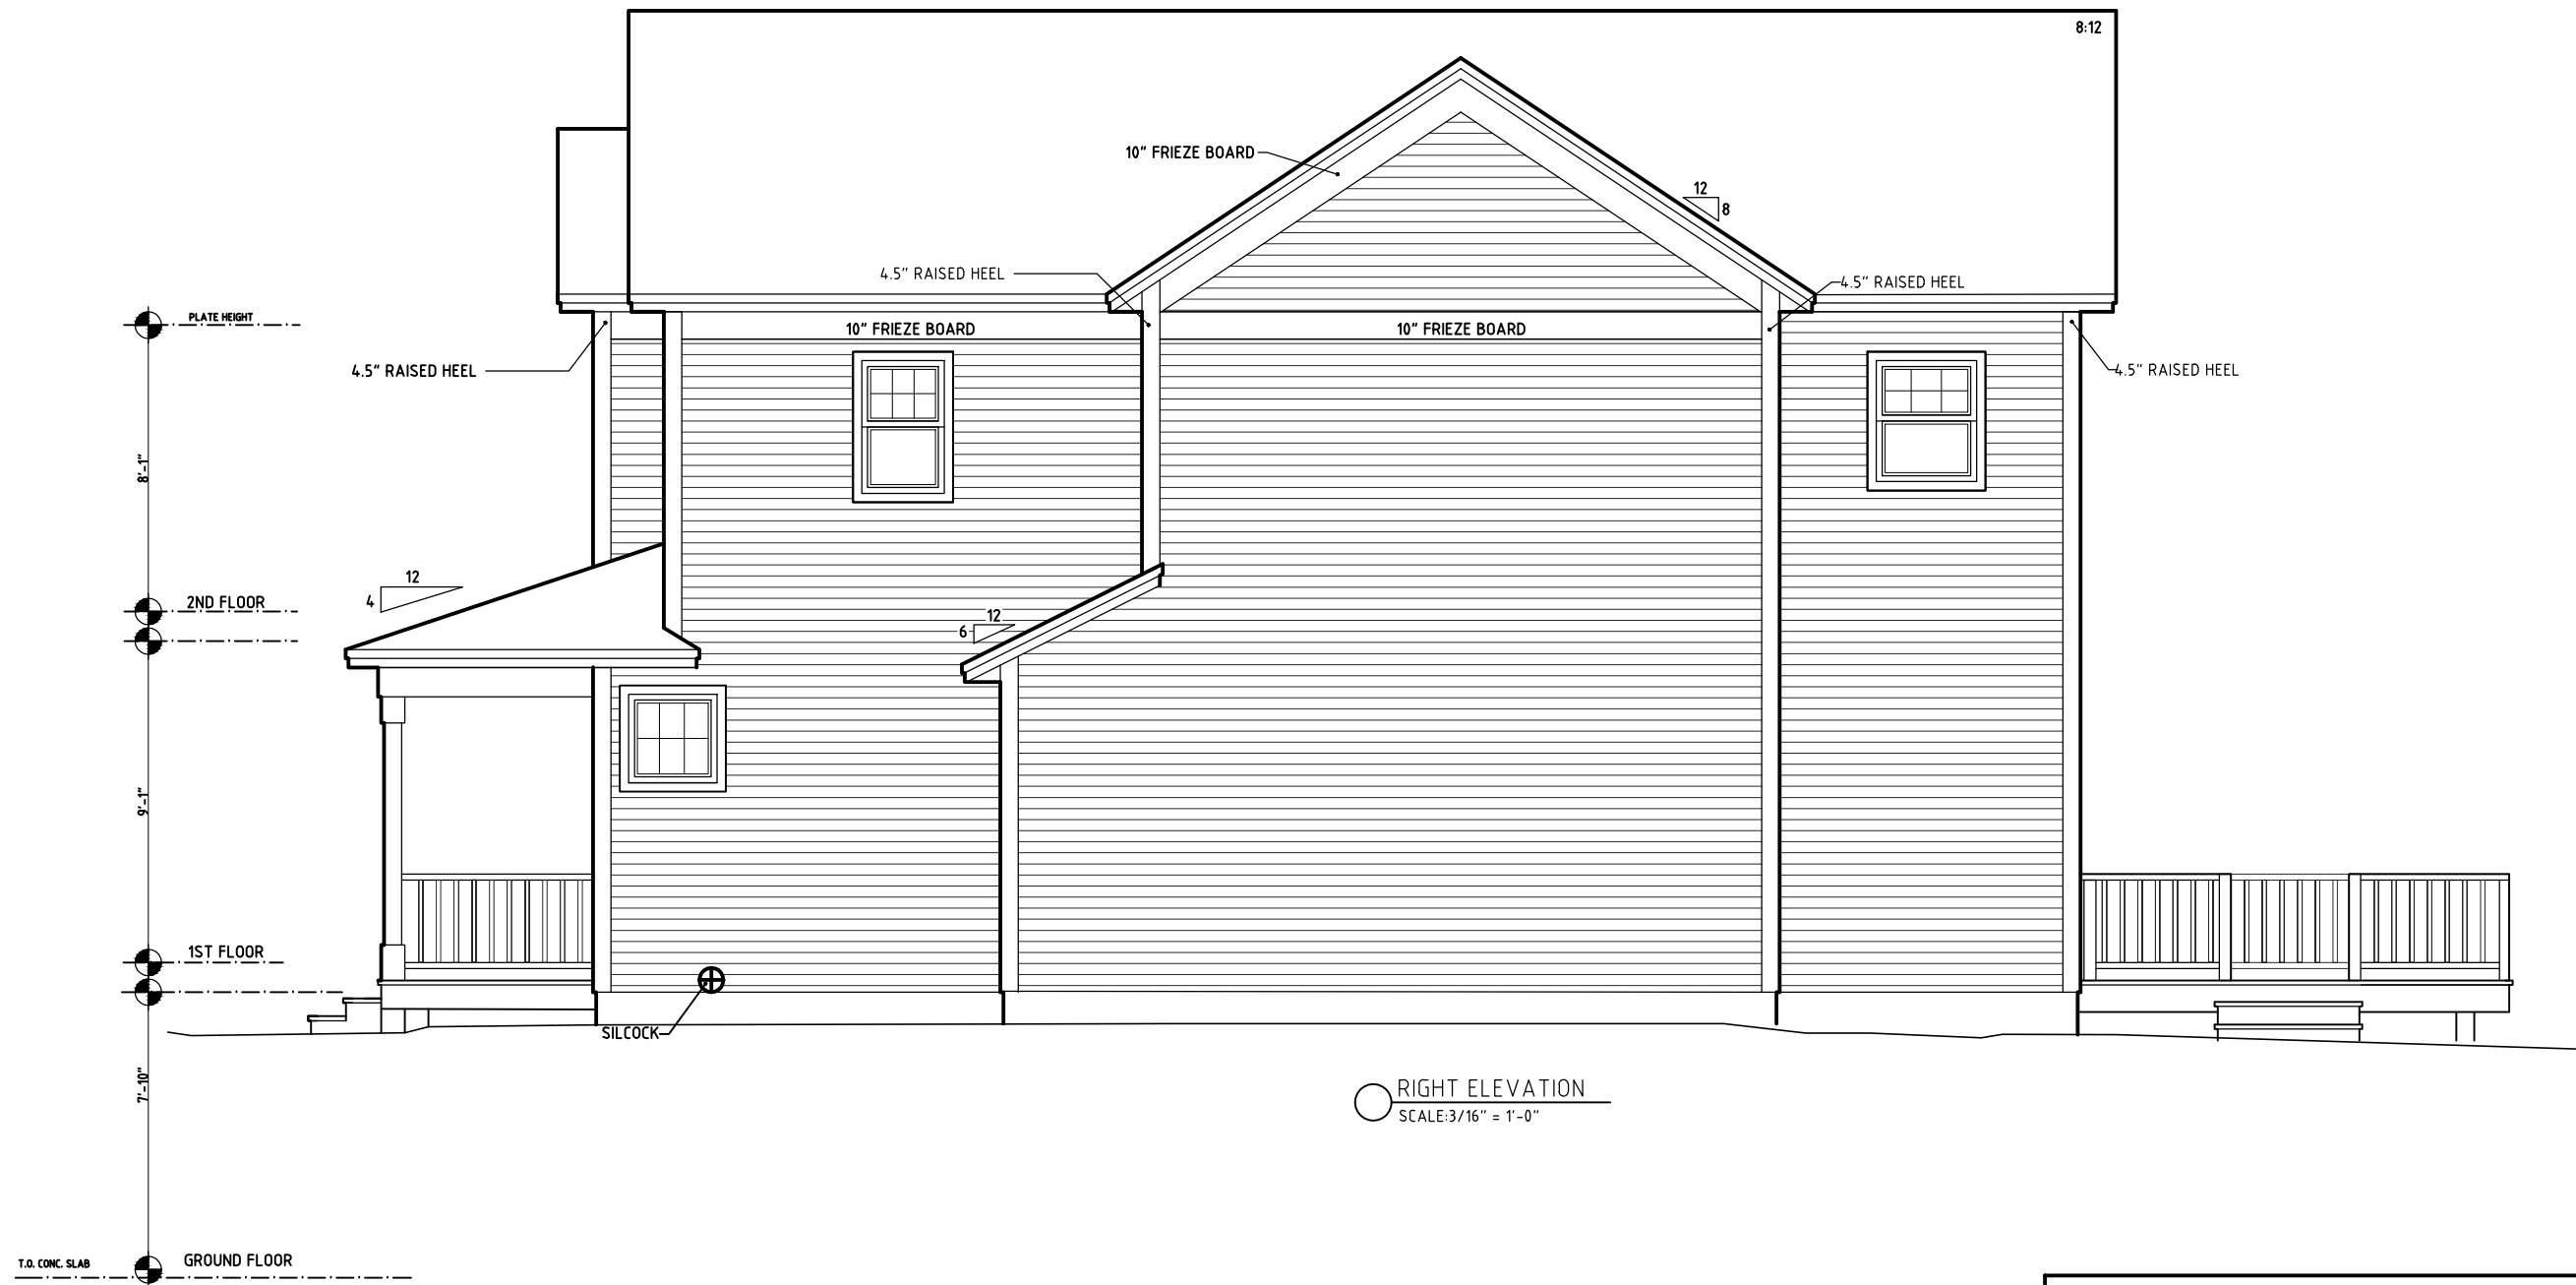 8:12
10" FRIEZE BOARD
12
8
4.5" RAISED HEEL
4.5" RAISED HEEL
PLATE HEIGHT
10" FRIEZE BOARD
10" FRIEZE BOARD
4.5" RAISED HEEL
4.5" RAISED HEEL
8'-1"
12
4
2ND FLOOR
12
6
9'-1"
1ST FLOOR
SILCOCK
7'-10"
RIGHT ELEVATION
SCALE:3/16" = 1'-0"
T.O. CONC. SLAB
GROUND FLOOR